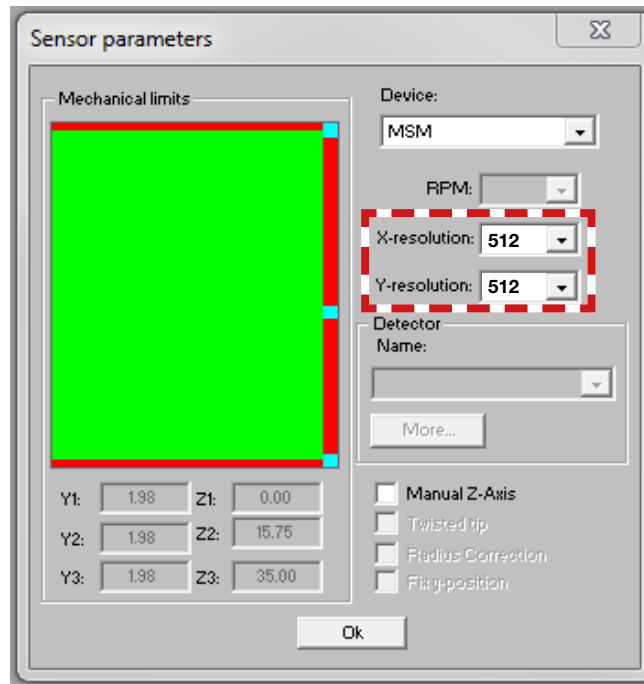 Sensor parameters
Mechanical limits
Device:
MSM
RPM:
X-resolution: 512
Y-resolution: 512
Detector
Name:
More...
Y1: 1.98 Z1: 0.00
Y2: 1.98 Z2: 15.75
Y3: 1.98 Z3: 35.00
Manual Z-Axis
Twisted tip
Radius Correction
Fix y-position
Ok